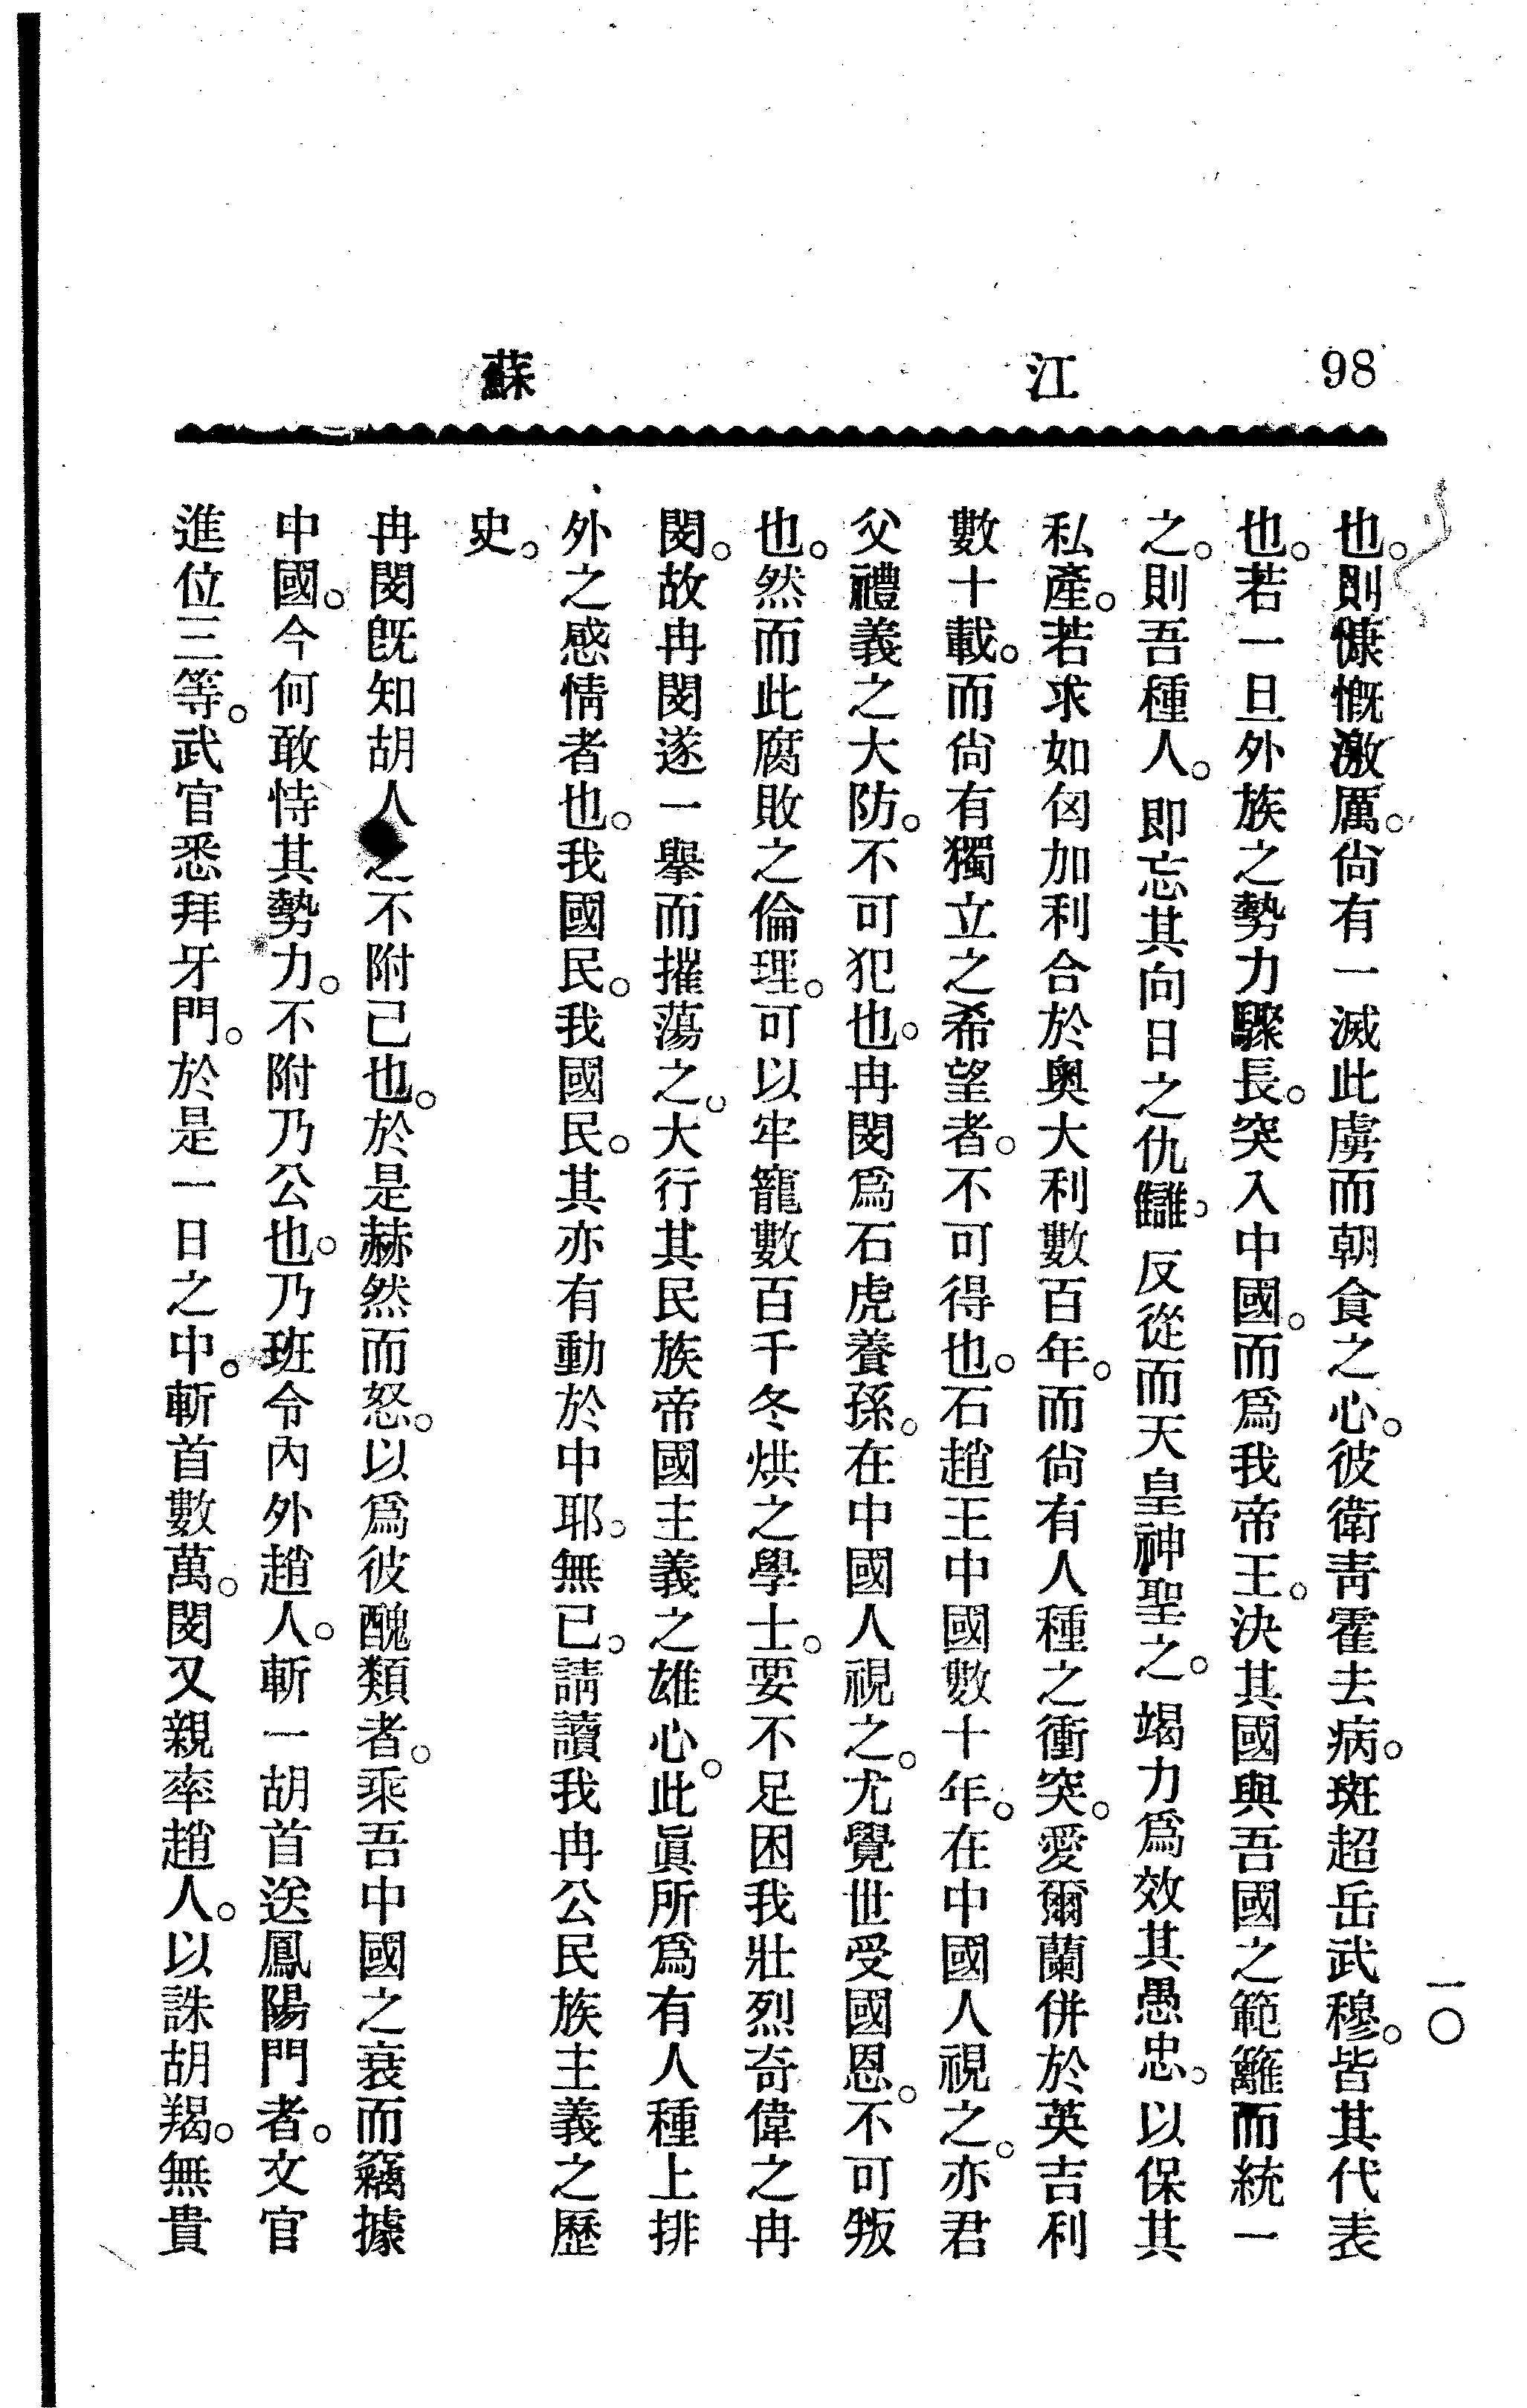 98 江 蘇
一〇
也。則慷慨激厲。尙有一滅此虜而朝食之心。彼衛靑霍去病。班超岳武穆。皆其代表
也。若一旦外族之勢力驟長。突入中國。而爲我帝王。決其國與吾國之範籬而統一
之。則吾種人。卽忘其向日之仇讎。反從而天皇神聖之。竭力爲效其愚忠。以保其
私產。若求如匈加利合於奧大利數百年。而尙有人種之衝突。愛爾蘭併於英吉利
數十載。而尙有獨立之希望者。不可得也。石趙王中國數十年。在中國人視之。亦君
父禮義之大防。不可犯也。冉閔爲石虎養孫。在中國人視之。尤覺世受國恩。不可叛
也。然而此腐敗之倫理。可以牢籠數百千冬烘之學士。要不足困我壯烈奇偉之冉
閔。故冉閔遂一舉而摧蕩之。大行其民族帝國主義之雄心。此眞所爲有人種上排
外之感情者也。我國民。我國民。其亦有動於中耶。無已。請讀我冉公民族主義之歷
史。
冉閔旣知胡人之不附己也。於是赫然而怒。以爲彼醜類者。乘吾中國之衰而竊據
中國。今何敢恃其勢力。不附乃公也。乃班令內外趙人。斬一胡首送鳳陽門者。文官
進位三等。武官悉拜牙門。於是一日之中。斬首數萬。閔又親率趙人。以誅胡羯。無貴